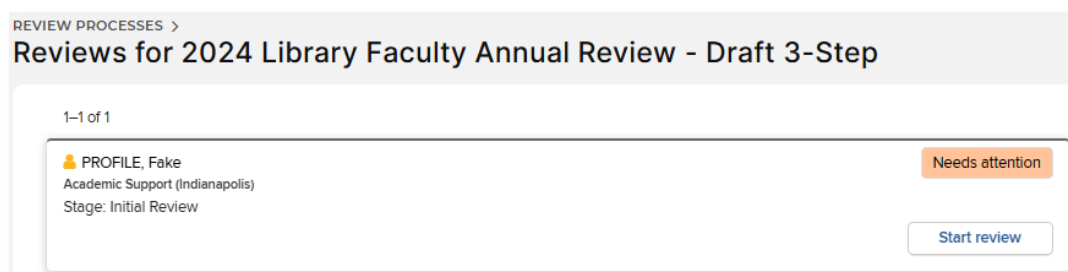 REVIEW PROCESSES >
Reviews for 2024 Library Faculty Annual Review - Draft 3-Step
1–1 of 1
PROFILE, Fake
Needs attention
Academic Support (Indianapolis)
Stage: Initial Review
Start review